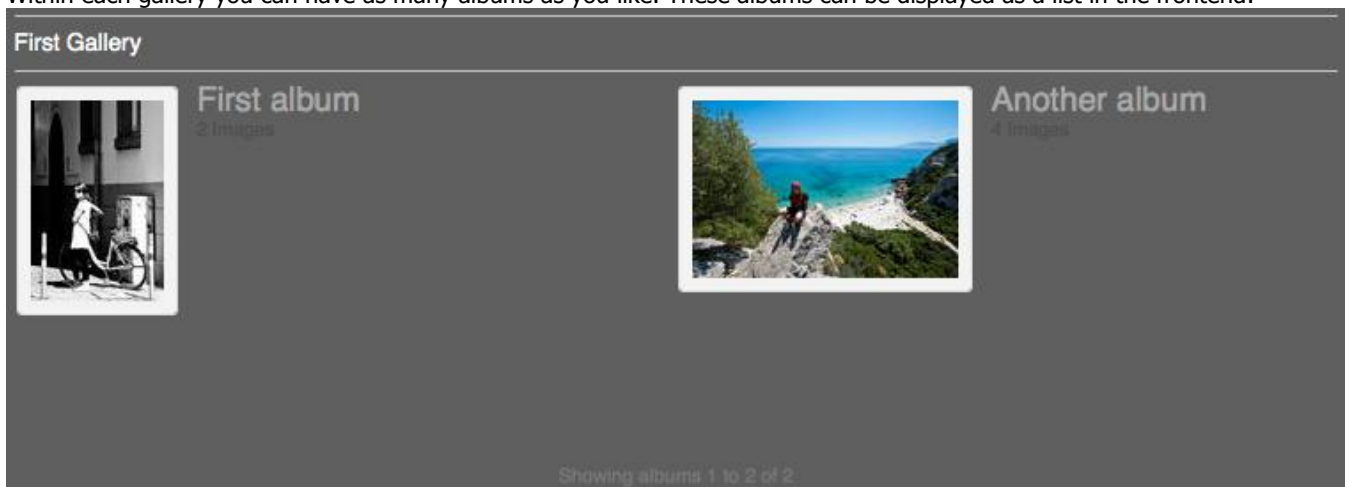 Within each gallery you can have as many albums as you like. These albums can be displayed as a list in the frontend.
First Gallery
First album
2 Images
Another album
4 Images
Showing albums 1 to 2 of 2